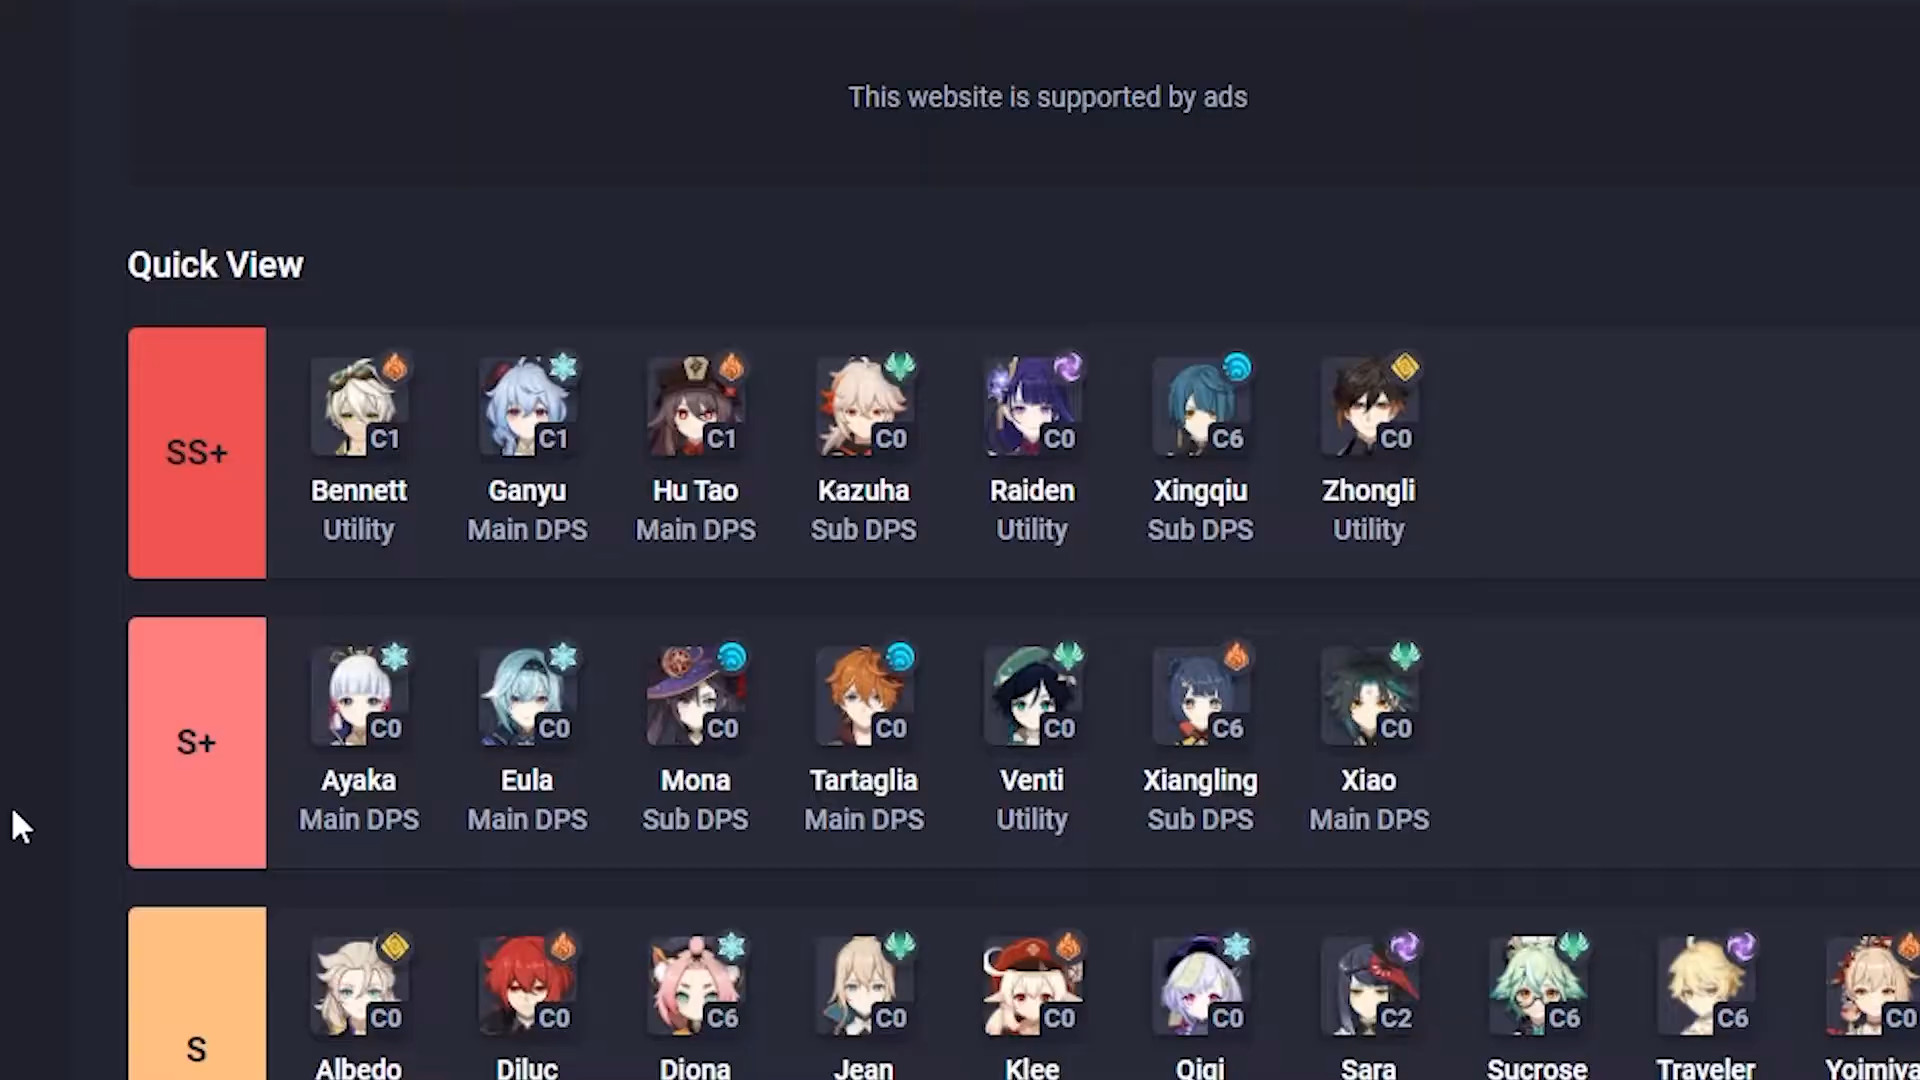 This website is supported by ads
Quick View
SS+
C1 C1 C1 C0 C0 C6 C0
Bennett Ganyu Hu Tao Kazuha Raiden Xingqiu Zhongli
Utility Main DPS Main DPS Sub DPS Utility Sub DPS Utility
S+
C0 C0 C0 C0 C0 C6 C0
Ayaka Eula Mona Tartaglia Venti Xiangling Xiao
Main DPS Main DPS Sub DPS Main DPS Utility Sub DPS Main DPS
S
C0 C0 C6 C0 C0 C0 C2 C6 C6 C0
Albedo Diluc Diona Jean Klee Qiqi Sara Sucrose Traveler Yoimiya